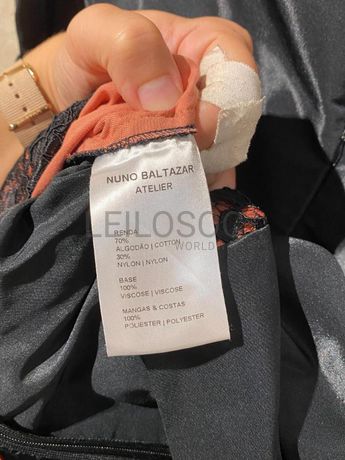 NUNO BALTAZAR
ATELIER
LEILOSOC
WORLD
RENDA
70%
ALGODÃO | COTTON
30%
NYLON | NYLON
BASE
100%
VISCOSE | VISCOSE
MANGAS & COSTAS
100%
POLIESTER | POLYESTER